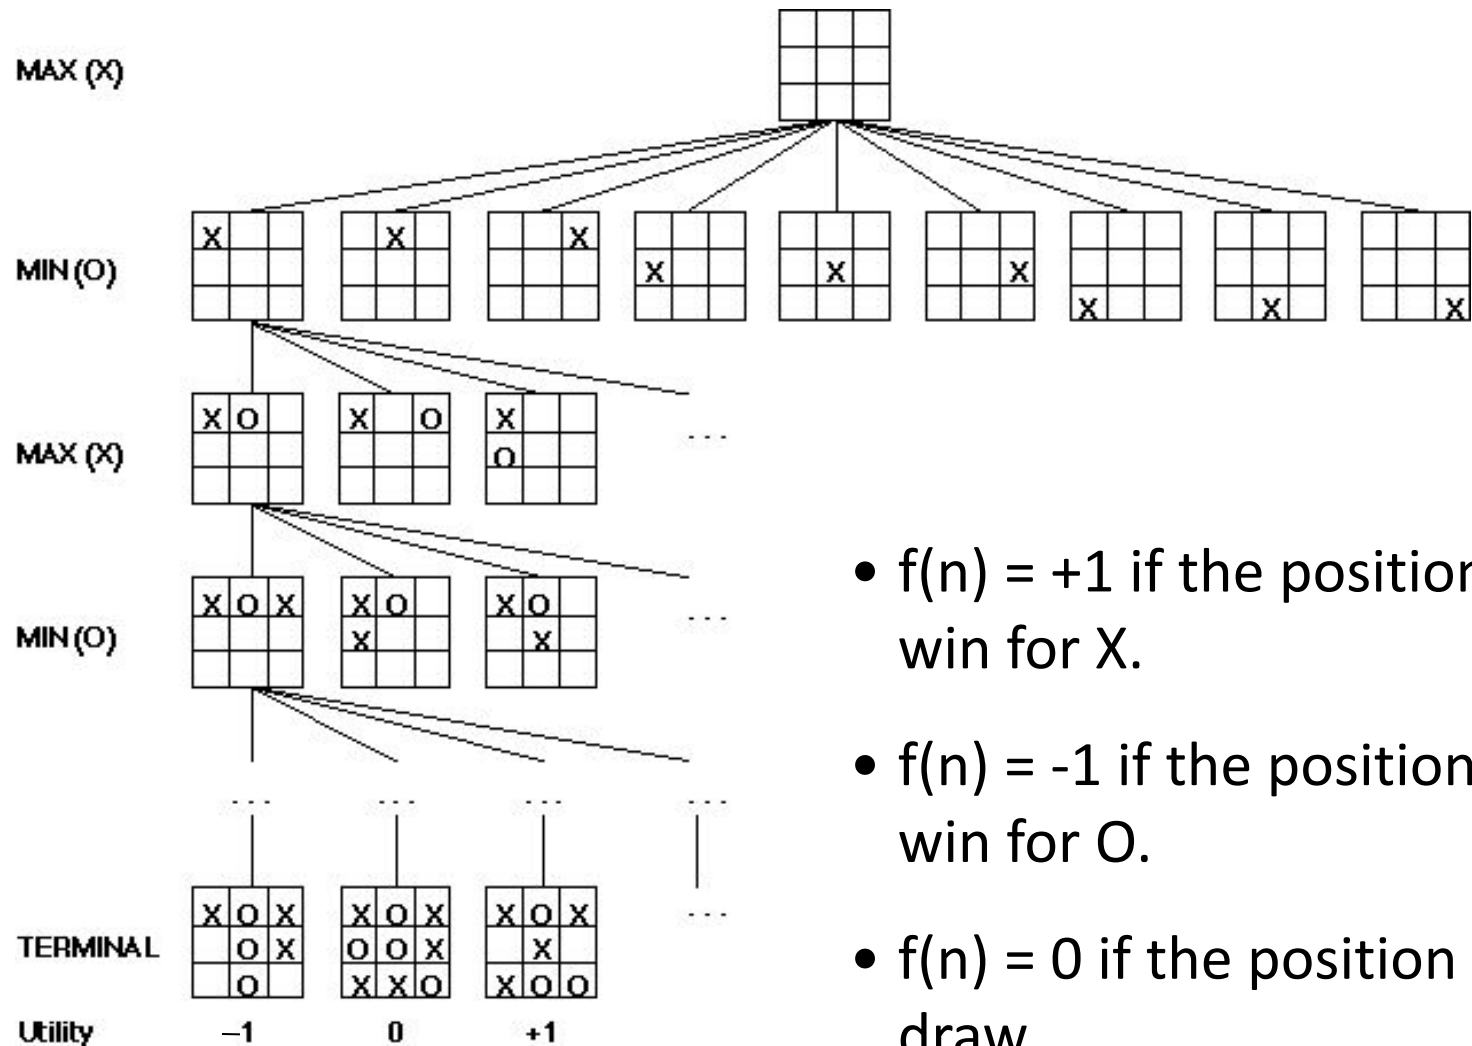 MAX (X)
X X X
MIN (O) X X X
X X X
X O X O X
MAX (X) O
. . .
X O X X O X O
MIN (O) X X
. . .
• f(n) = +1 if the position
win for X.
• f(n) = -1 if the position
win for O.
. . . . . . . . . . . .
X O X X O X X O X
. . .
TERMINAL O X O O X X
O X X O X O O
• f(n) = 0 if the position
draw
Utility –1 0 +1